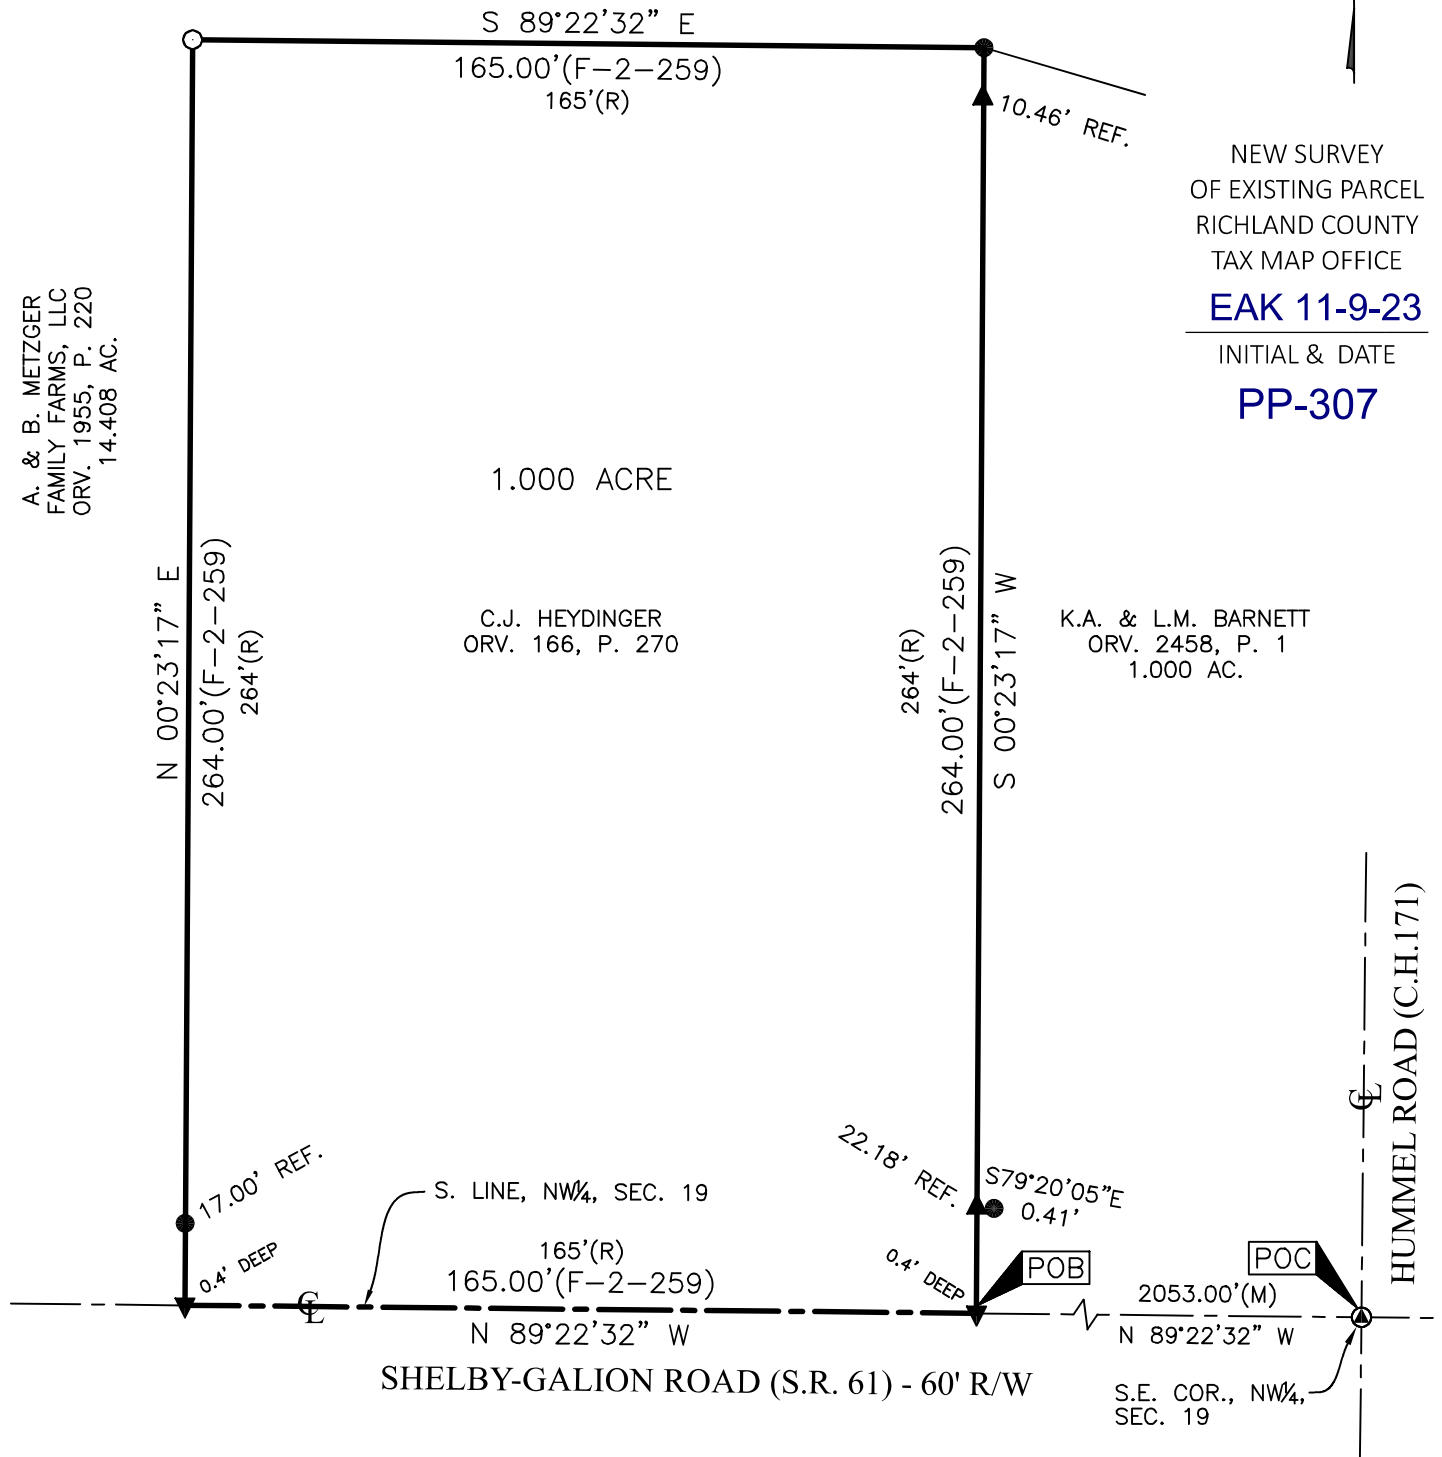 S 89°22'32" E
165.00'(F-2-259)
165'(R)
10.46' REF.
NEW SURVEY
OF EXISTING PARCEL
RICHLAND COUNTY
TAX MAP OFFICE
EAK 11-9-23
INITIAL & DATE
PP-307
A. & B. METZGER
FAMILY FARMS, LLC
ORV. 1955, P. 220
14.408 AC.
1.000 ACRE
N 00°23'17" E
264.00'(F-2-259)
264'(R)
C.J. HEYDINGER
ORV. 166, P. 270
264'(R)
264.00'(F-2-259)
S 00°23'17" W
K.A. & L.M. BARNETT
ORV. 2458, P. 1
1.000 AC.
HUMMEL ROAD (C.H.171)
CL
17.00' REF.
0.4' DEEP
S. LINE, NW¼, SEC. 19
22.18' REF.
S79°20'05"E
0.41'
0.4' DEEP
POB
POC
165'(R)
165.00'(F-2-259)
CL
N 89°22'32" W
2053.00'(M)
N 89°22'32" W
SHELBY-GALION ROAD (S.R. 61) - 60' R/W
S.E. COR., NW¼,
SEC. 19